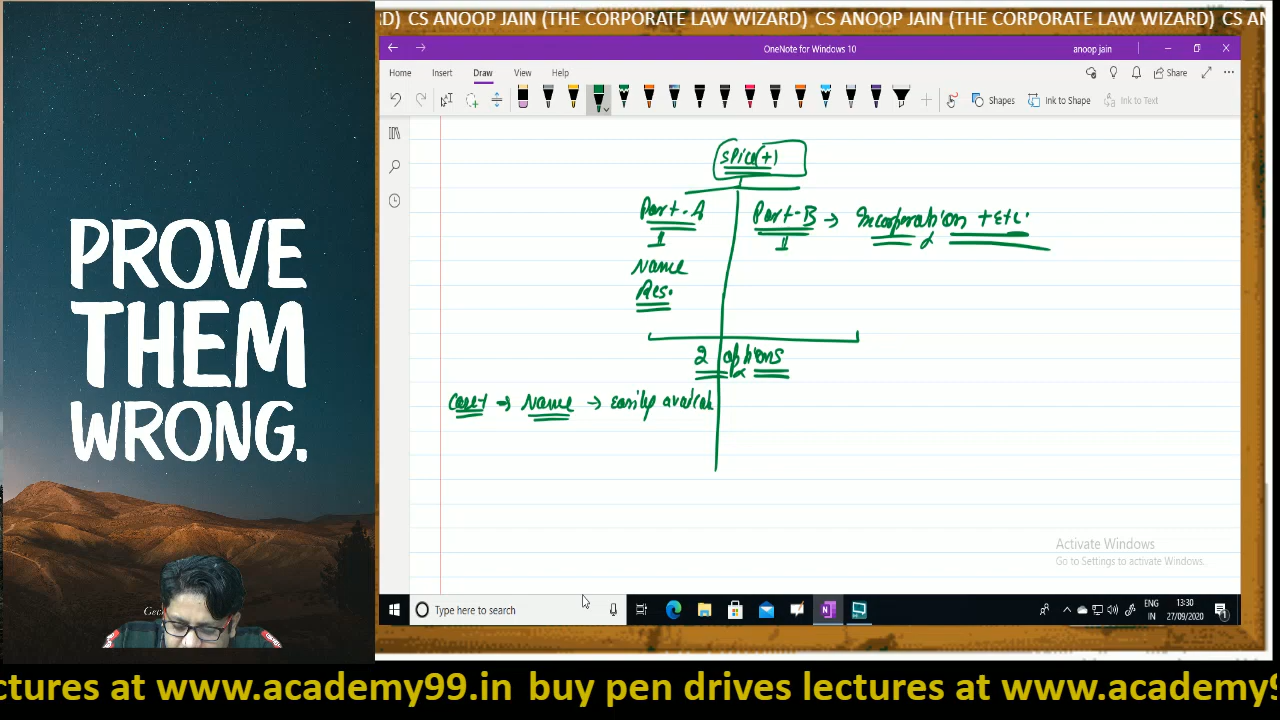 D) CS ANOOP JAIN (THE CORPORATE LAW WIZARD) CS ANOOP JAIN (THE CORPORATE LAW WIZARD) CS AN
OneNote for Windows 10
anoop jain
Home Insert Draw View Help
Share
Shapes
Ink to Shape
Ink to Text
spice(+)
Part-A
Part-B → Incorporation + Etc.
Name
Res.
2 options
Case1 → Name → easily
PROVE
THEM
WRONG.
Activate Windows
Go to Settings to activate Windows.
Type here to search
ENG
IN
13:30
27/09/2020
ctures at www.academy99.in buy pen drives lectures at www.academy9